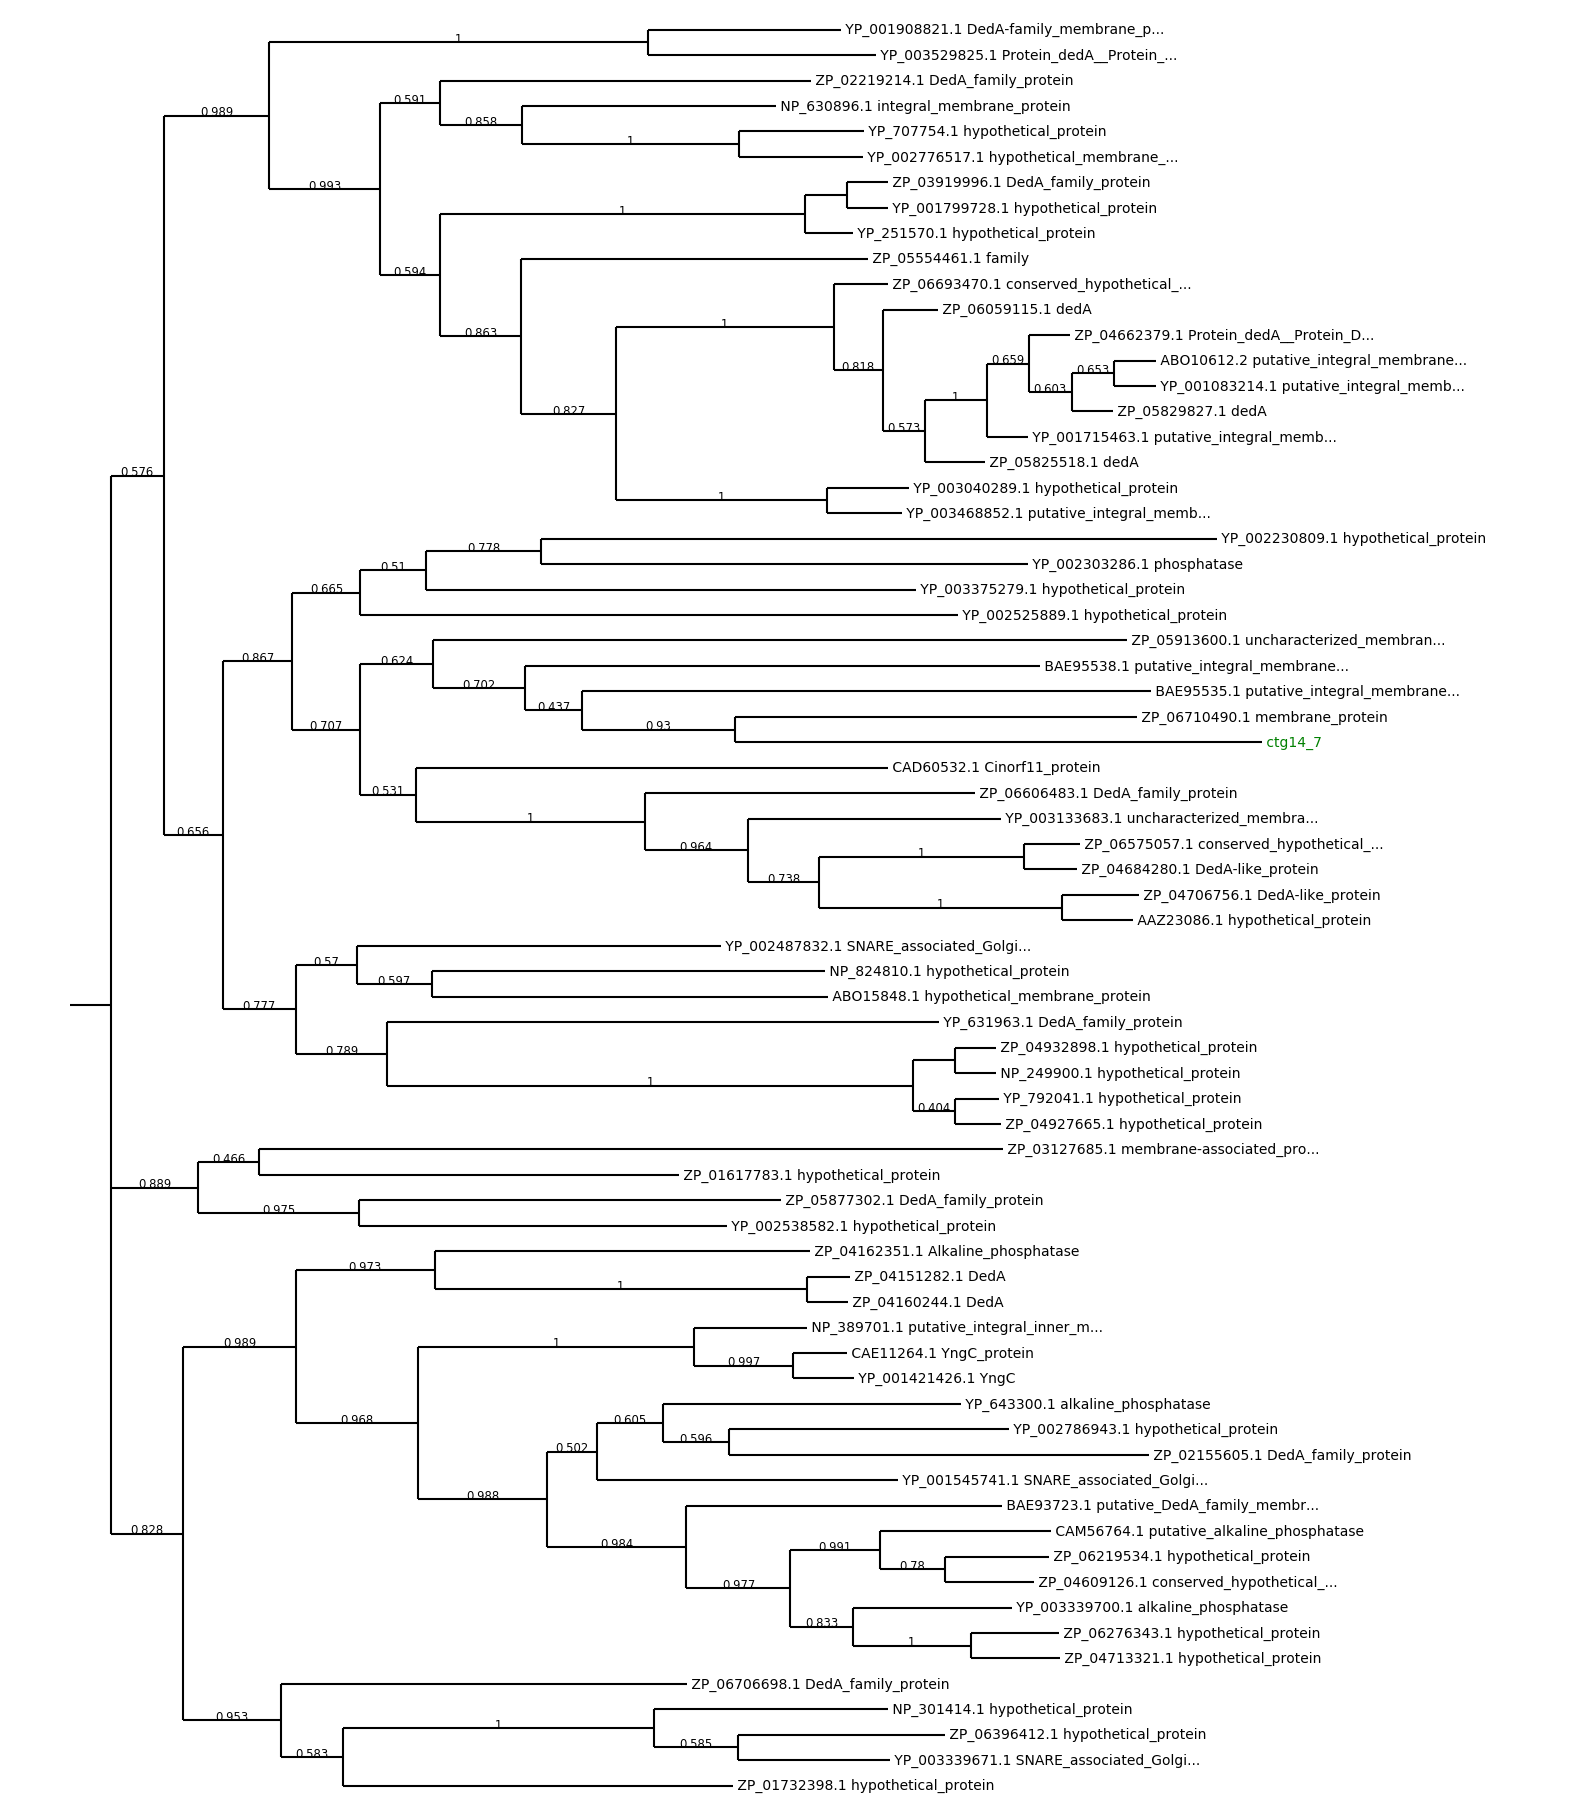 YP_001908821.1 DedA-family_membrane_p...
1
YP_003529825.1 Protein_dedA__Protein_...
ZP_02219214.1 DedA_family_protein
0.591
NP_630896.1 integral_membrane_protein
0.989
0.858
YP_707754.1 hypothetical_protein
1
YP_002776517.1 hypothetical_membrane_...
ZP_03919996.1 DedA_family_protein
0.993
YP_001799728.1 hypothetical_protein
1
YP_251570.1 hypothetical_protein
ZP_05554461.1 family
0.594
ZP_06693470.1 conserved_hypothetical_...
ZP_06059115.1 dedA
1
0.863
ZP_04662379.1 Protein_dedA__Protein_D...
0.659
ABO10612.2 putative_integral_membrane...
0.818
0.653
YP_001083214.1 putative_integral_memb...
0.603
1
0.827
ZP_05829827.1 dedA
0.573
YP_001715463.1 putative_integral_memb...
ZP_05825518.1 dedA
0.576
YP_003040289.1 hypothetical_protein
1
YP_003468852.1 putative_integral_memb...
YP_002230809.1 hypothetical_protein
0.778
YP_002303286.1 phosphatase
0.51
0.665
YP_003375279.1 hypothetical_protein
YP_002525889.1 hypothetical_protein
ZP_05913600.1 uncharacterized_membran...
0.867
0.624
BAE95538.1 putative_integral_membrane...
0.702
BAE95535.1 putative_integral_membrane...
0.437
ZP_06710490.1 membrane_protein
0.707
0.93
ctg14_7
CAD60532.1 Cinorf11_protein
0.531
ZP_06606483.1 DedA_family_protein
1
YP_003133683.1 uncharacterized_membra...
0.656
0.964
ZP_06575057.1 conserved_hypothetical_...
1
ZP_04684280.1 DedA-like_protein
0.738
ZP_04706756.1 DedA-like_protein
1
AAZ23086.1 hypothetical_protein
YP_002487832.1 SNARE_associated_Golgi...
0.57
NP_824810.1 hypothetical_protein
0.597
ABO15848.1 hypothetical_membrane_protein
0.777
YP_631963.1 DedA_family_protein
0.789
ZP_04932898.1 hypothetical_protein
NP_249900.1 hypothetical_protein
1
YP_792041.1 hypothetical_protein
0.404
ZP_04927665.1 hypothetical_protein
ZP_03127685.1 membrane-associated_pro...
0.466
ZP_01617783.1 hypothetical_protein
0.889
ZP_05877302.1 DedA_family_protein
0.975
YP_002538582.1 hypothetical_protein
ZP_04162351.1 Alkaline_phosphatase
0.973
ZP_04151282.1 DedA
1
ZP_04160244.1 DedA
NP_389701.1 putative_integral_inner_m...
0.989
1
CAE11264.1 YngC_protein
0.997
YP_001421426.1 YngC
YP_643300.1 alkaline_phosphatase
0.968
0.605
YP_002786943.1 hypothetical_protein
0.596
0.502
ZP_02155605.1 DedA_family_protein
YP_001545741.1 SNARE_associated_Golgi...
0.988
BAE93723.1 putative_DedA_family_membr...
0.828
CAM56764.1 putative_alkaline_phosphatase
0.984
0.991
ZP_06219534.1 hypothetical_protein
0.78
ZP_04609126.1 conserved_hypothetical_...
0.977
YP_003339700.1 alkaline_phosphatase
0.833
ZP_06276343.1 hypothetical_protein
1
ZP_04713321.1 hypothetical_protein
ZP_06706698.1 DedA_family_protein
0.953
NP_301414.1 hypothetical_protein
1
ZP_06396412.1 hypothetical_protein
0.585
0.583
YP_003339671.1 SNARE_associated_Golgi...
ZP_01732398.1 hypothetical_protein